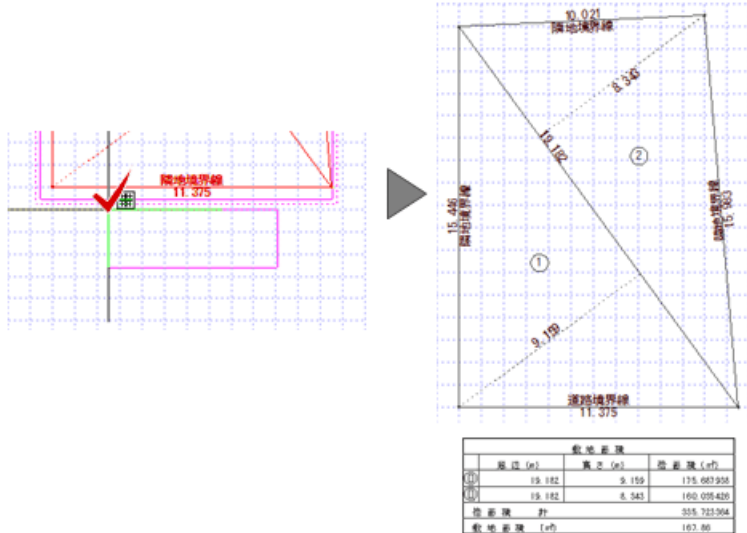 隣地境界線
11.375
10.021
隣地境界線
8.343
19.182
②
15.446
隣地境界線
隣地境界線
15.983
①
9.159
道路境界線
11.375
敷地面積
底辺 (m) 高さ (m) 倍面積 (㎡)
① 19.182 9.159 175.687938
② 19.182 8.343 160.035426
倍面積 計 335.723364
敷地面積 (㎡) 167.86